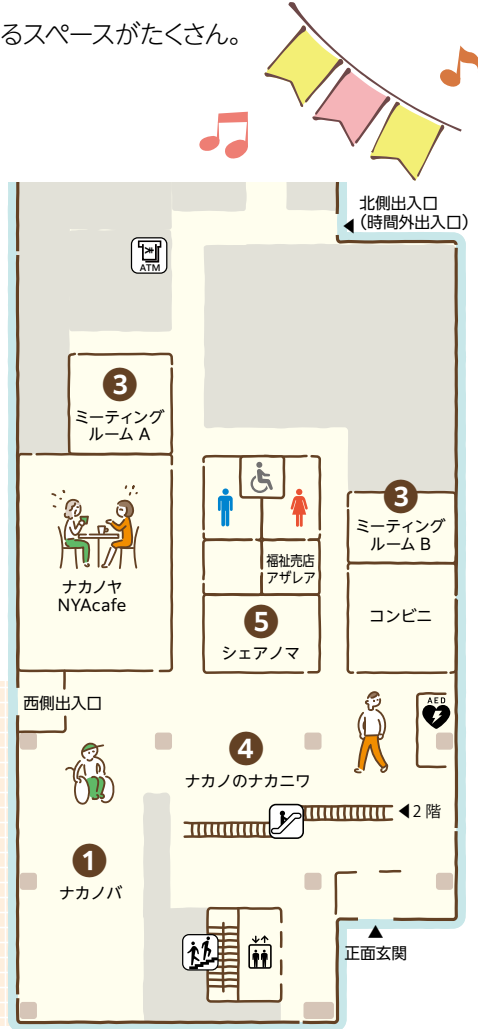 るスペースがたくさん。
北側出入口
（時間外出入口）
ATM
3
ミーティング
ルーム A
3
ミーティング
ルーム B
ナカノヤ
NYAcafe
福祉売店
アザレア
コンビニ
5
シェアノマ
西側出入口
AED
4
ナカノのナカニワ
2 階
1
ナカノバ
正面玄関